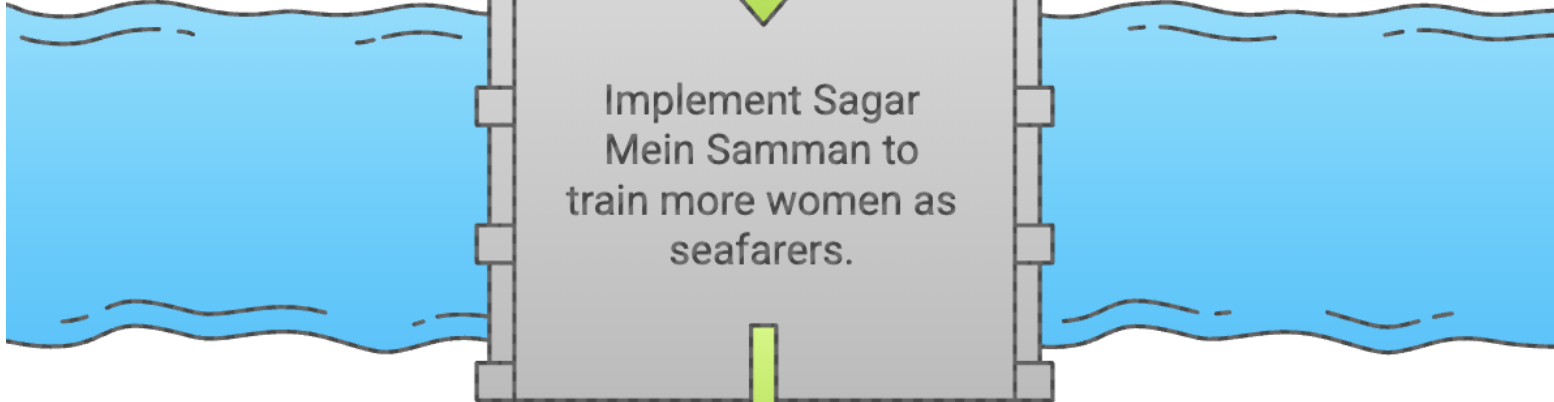 Implement Sagar
Mein Samman to
train more women as
seafarers.